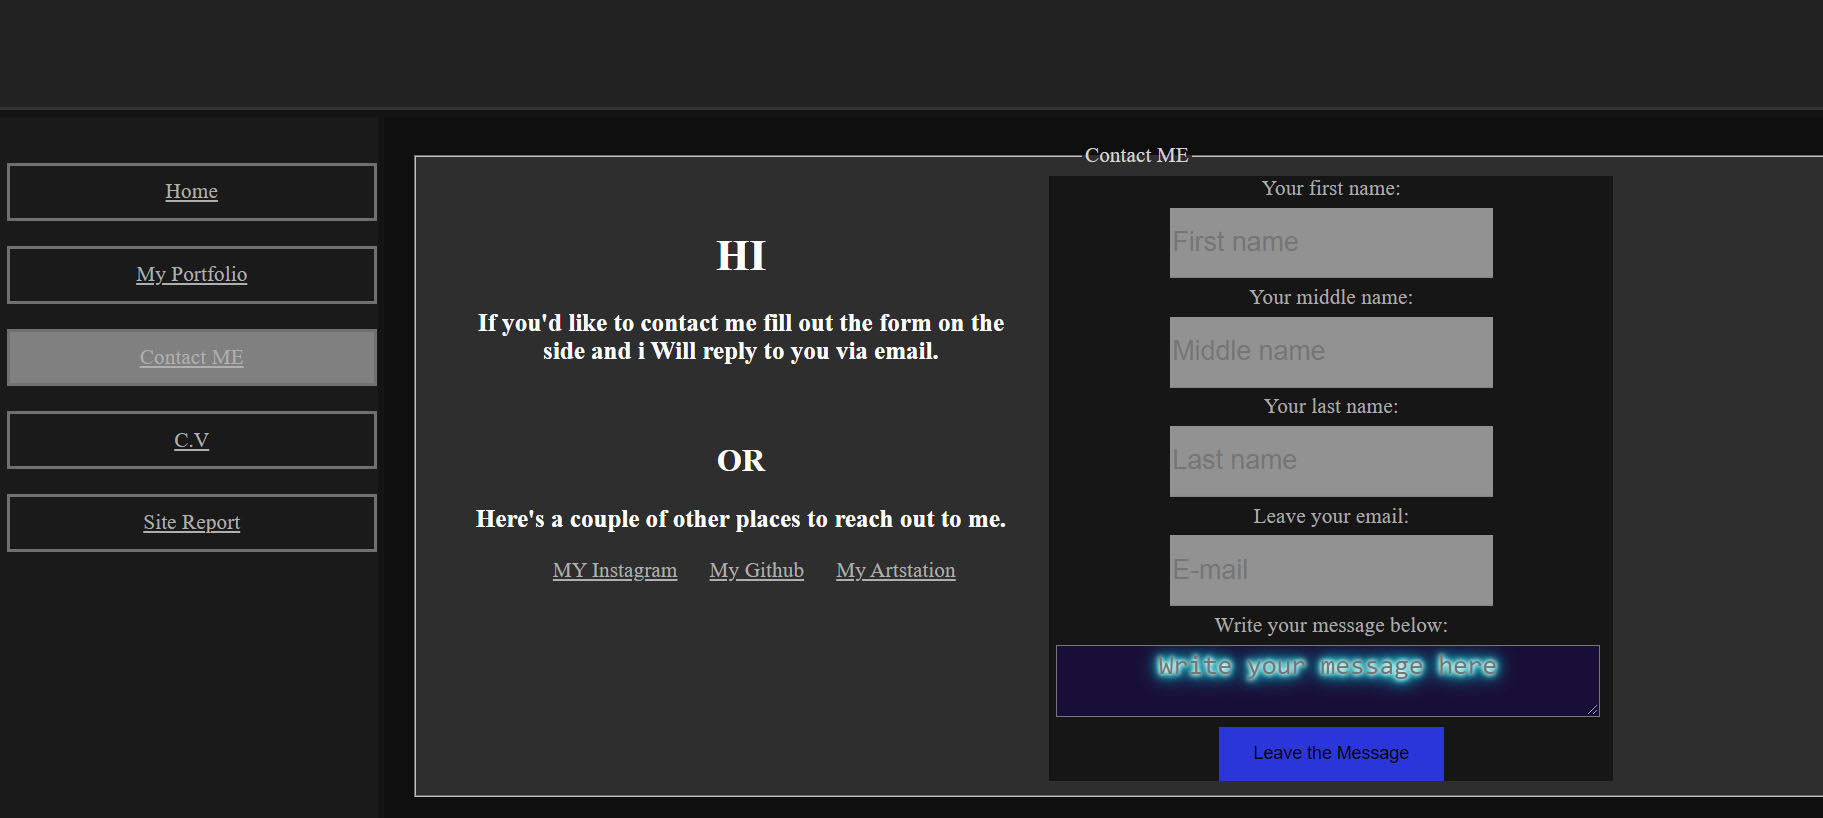 Home
My Portfolio
Contact ME
C.V
Site Report
Contact ME
HI
If you'd like to contact me fill out the form on the
side and i Will reply to you via email.
OR
Here's a couple of other places to reach out to me.
MY Instagram My Github My Artstation
Your first name:
First name
Your middle name:
Middle name
Your last name:
Last name
Leave your email:
E-mail
Write your message below:
Write your message here
Leave the Message